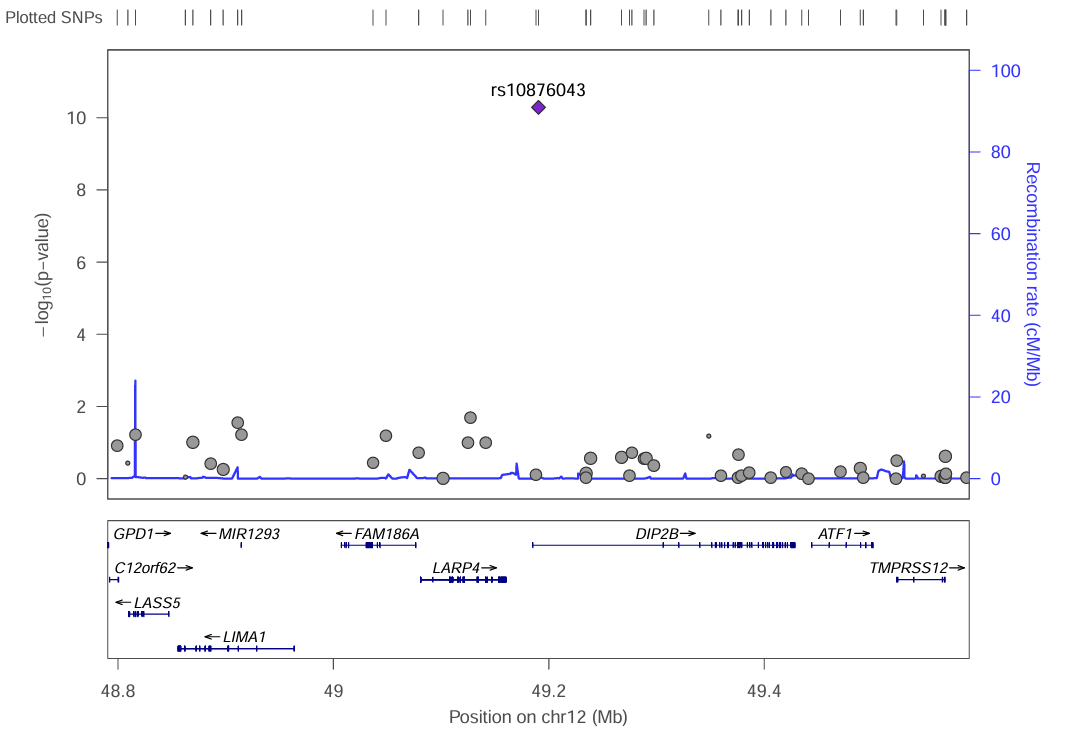 Plotted SNPs
rs10876043
10
8
6
4
2
0
−log₁₀(p−value)
100
80
60
40
20
0
Recombination rate (cM/Mb)
GPD1→ ←MIR1293 ←FAM186A DIP2B→ ATF1→
C12orf62→ LARP4→ TMPRSS12→
←LASS5
←LIMA1
48.8 49 49.2 49.4
Position on chr12 (Mb)